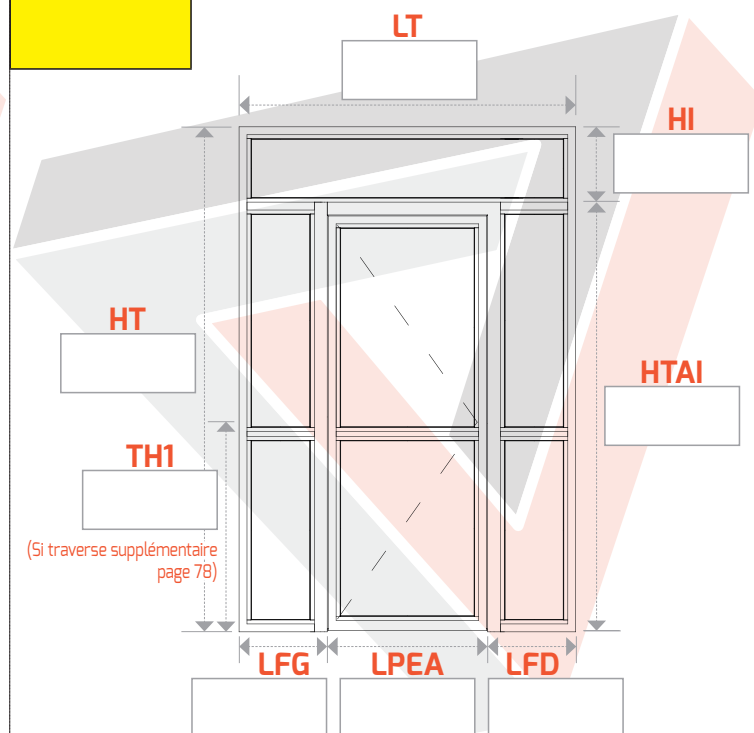 LT
HI
HT
HTAI
TH1
(Si traverse supplémentaire
page 78)
LFG LPEA LFD